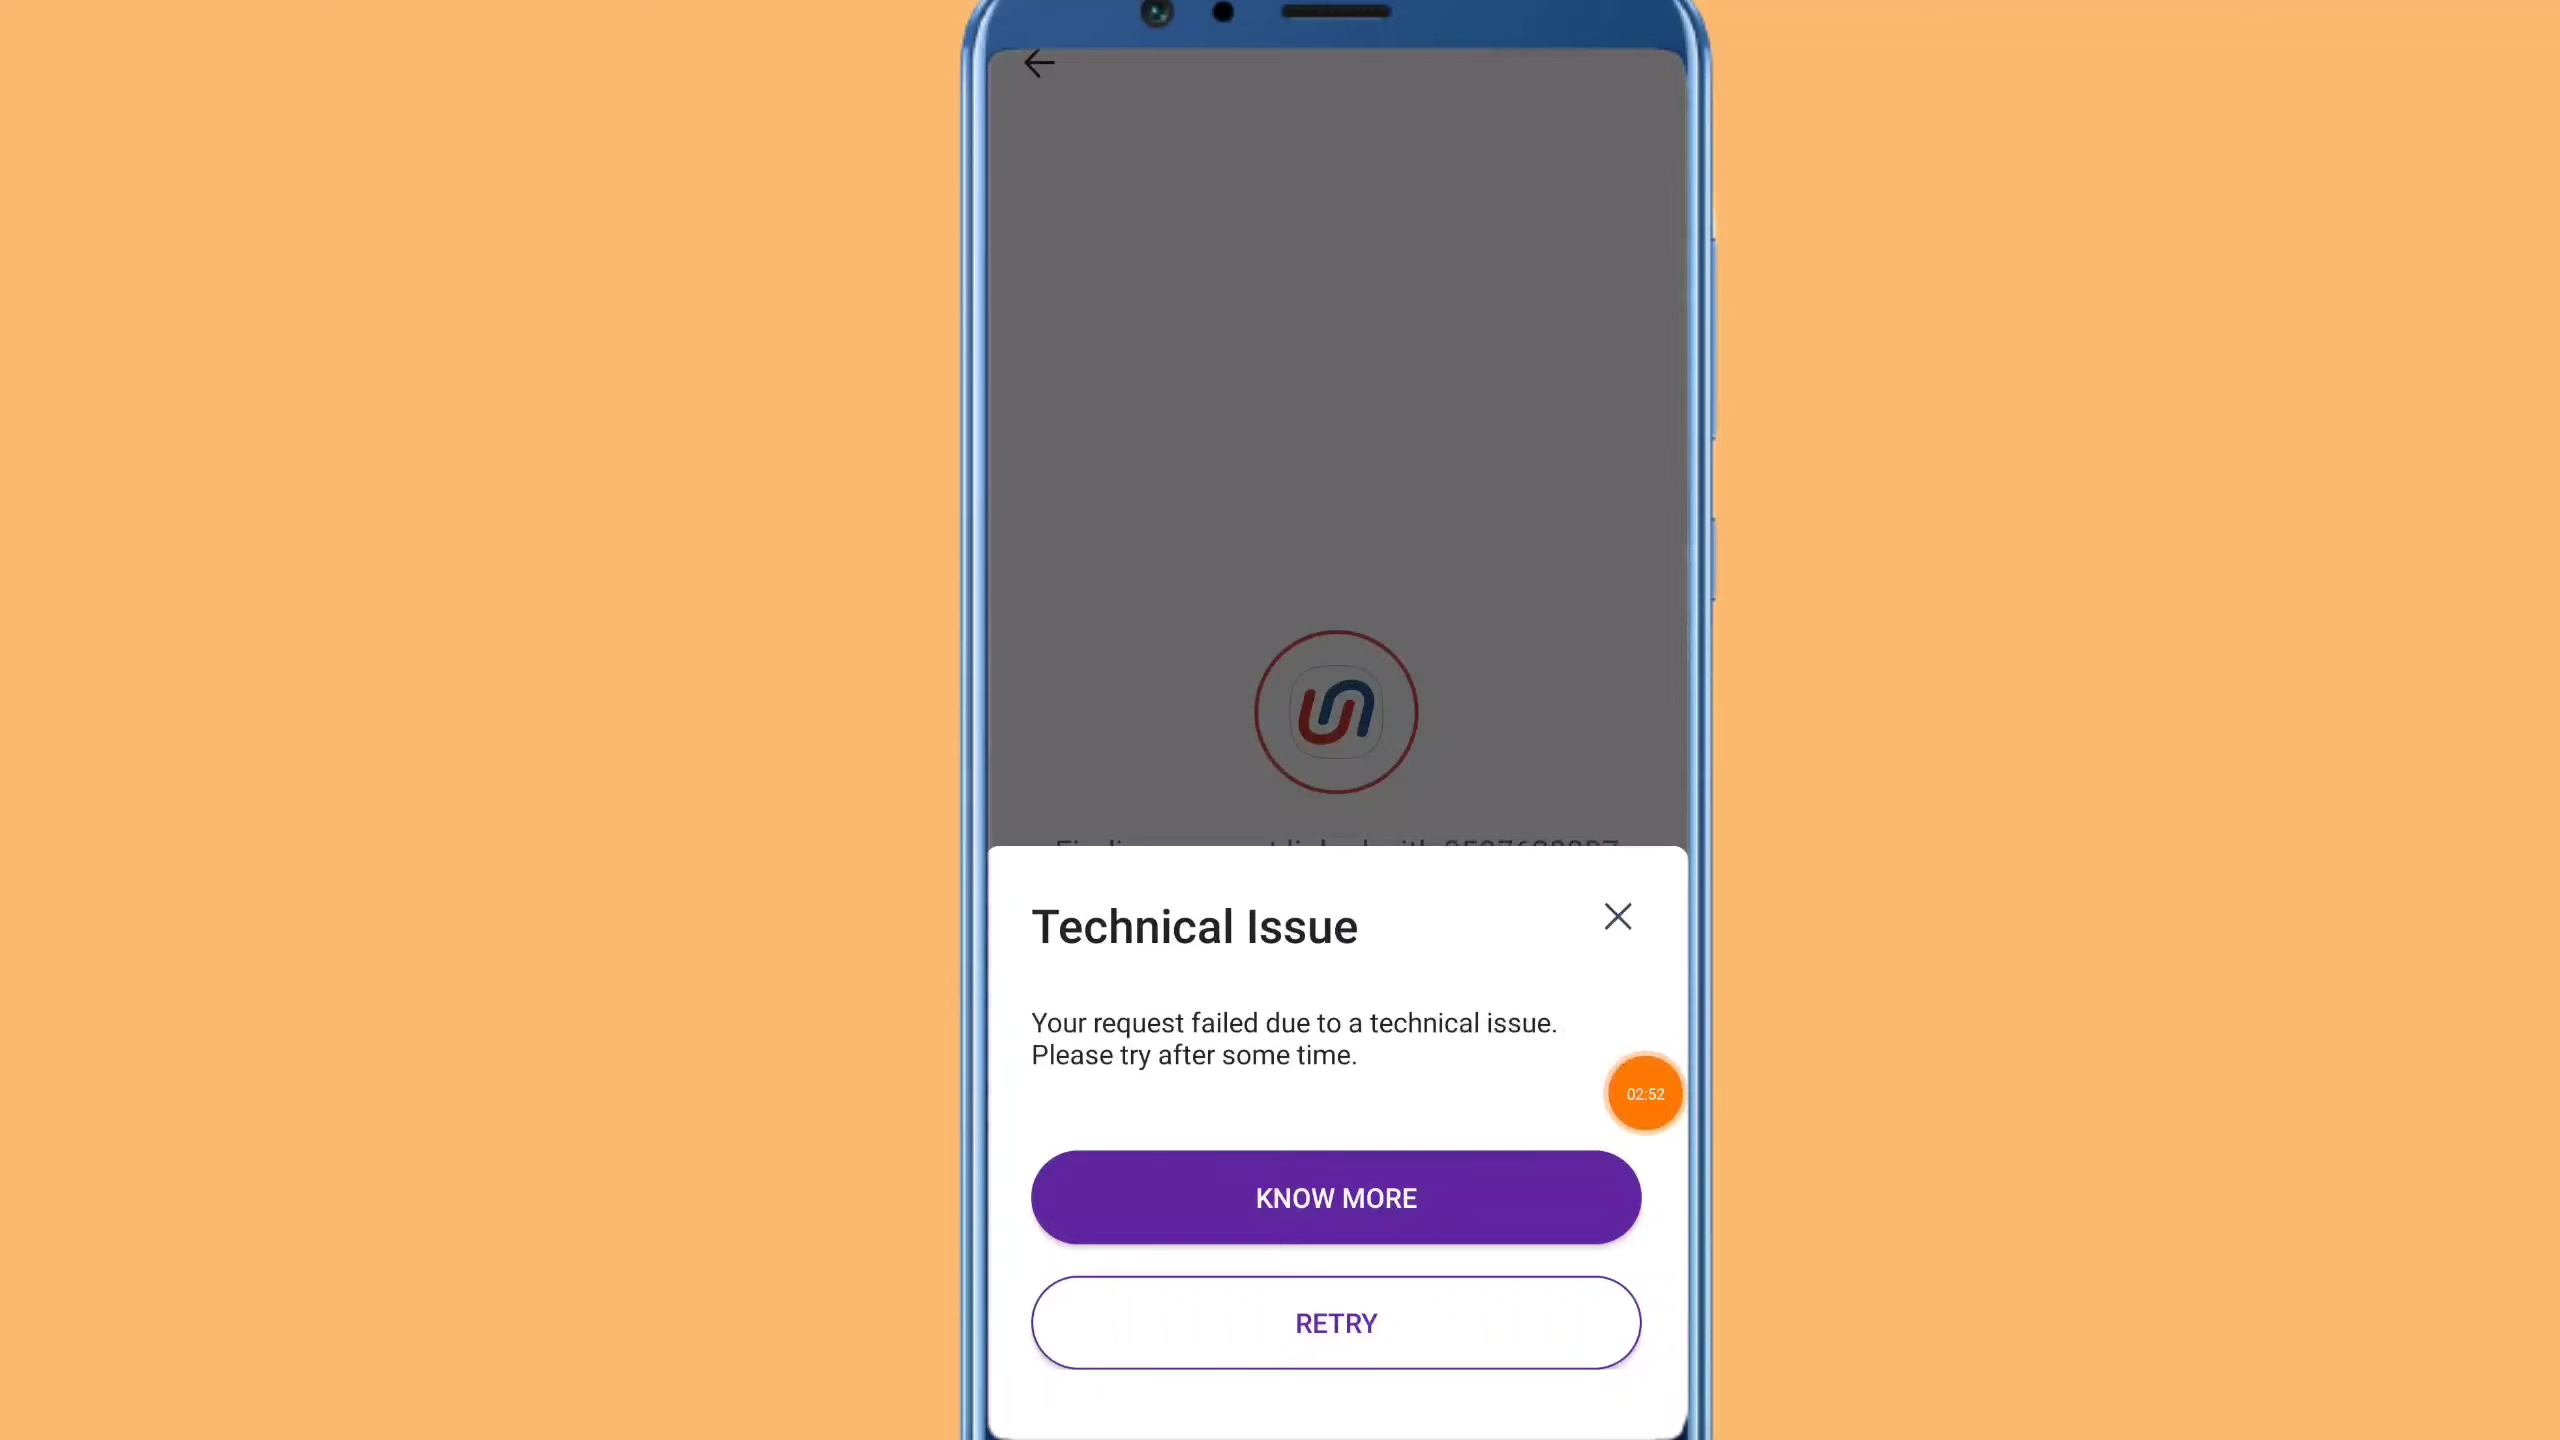 Technical Issue
Your request failed due to a technical issue.
Please try after some time.
02:52
KNOW MORE
RETRY